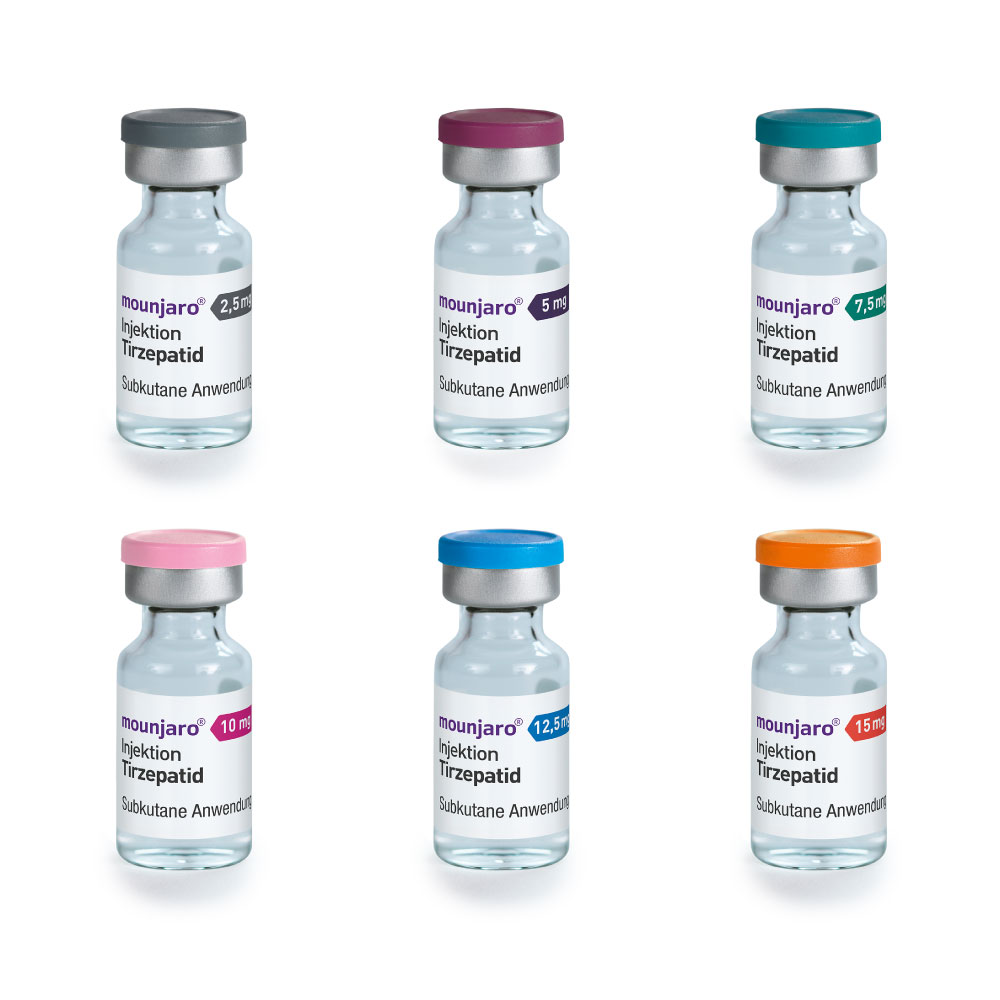 mounjaro® 2,5 mg
Injektion
Tirzepatid
Subkutane Anwendung
mounjaro® 5 mg
Injektion
Tirzepatid
Subkutane Anwendung
mounjaro® 7,5 mg
Injektion
Tirzepatid
Subkutane Anwendung
mounjaro® 10 mg
Injektion
Tirzepatid
Subkutane Anwendung
mounjaro® 12,5 mg
Injektion
Tirzepatid
Subkutane Anwendung
mounjaro® 15 mg
Injektion
Tirzepatid
Subkutane Anwendung